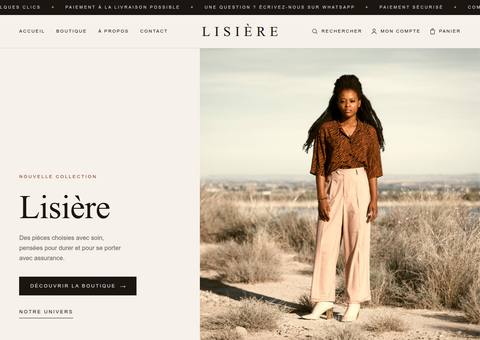 QUES CLICS • PAIEMENT À LA LIVRAISON POSSIBLE • UNE QUESTION ? ÉCRIVEZ-NOUS SUR WHATSAPP • PAIEMENT SÉCURISÉ •
ACCUEIL BOUTIQUE À PROPOS CONTACT LISIÈRE RECHERCHER MON COMPTE PANIER
NOUVELLE COLLECTION
Lisière
Des pièces choisies avec soin,
pensées pour durer et pour se porter
avec assurance.
DÉCOUVRIR LA BOUTIQUE →
NOTRE UNIVERS